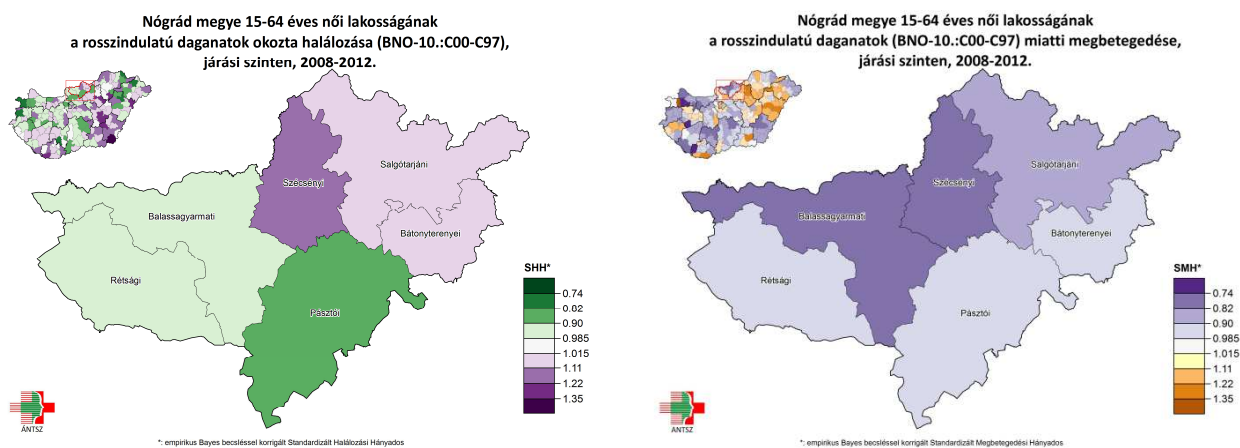 Nógrád megye 15-64 éves női lakosságának
a rosszindulatú daganatok okozta halálozása (BNO-10.:C00-C97),
járási szinten, 2008-2012.
Szécsényi
Salgótarjáni
Balassagyarmati
Bátonyterenyei
Rétsági
Pásztói
SHH*
0.74
0.02
0.90
0.985
1.015
1.11
1.22
1.35
ÁNTSZ
*: empirikus Bayes becsléssel korrigált Standardizált Halálozási Hányados
Nógrád megye 15-64 éves női lakosságának
a rosszindulatú daganatok (BNO-10.:C00-C97) miatti megbetegedése,
járási szinten, 2008-2012.
Salgótarjáni
Szécsényi
Balassagyarmati
Bátonyterenyei
Rétsági
Pásztói
SMH*
0.74
0.82
0.90
0.985
1.015
1.11
1.22
1.35
ÁNTSZ
*: empirikus Bayes becsléssel korrigált Standardizált Megbetegedési Hányados